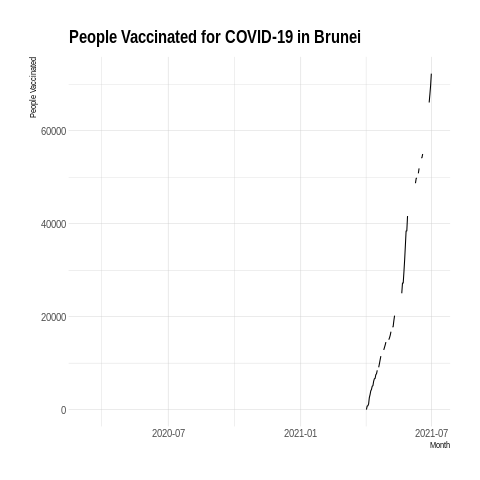 People Vaccinated for COVID-19 in Brunei
People Vaccinated
60000
40000
20000
0
2020-07
2021-01
2021-07
Month